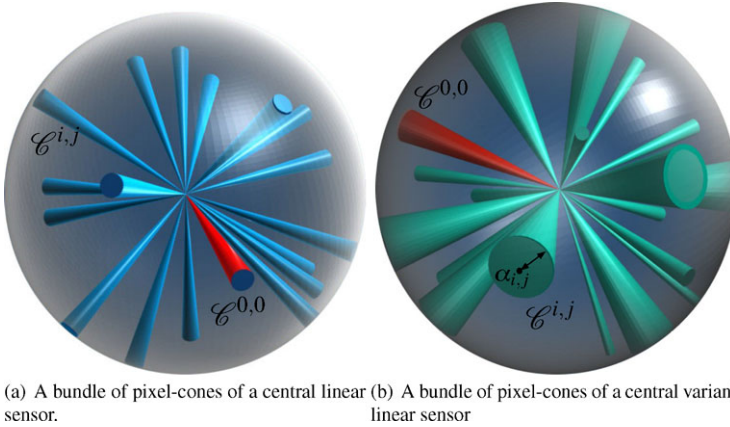 𝒞^{i,j}
𝒞^{0,0}
𝒞^{0,0}
α_{i,j}
𝒞^{i,j}
(a) A bundle of pixel-cones of a central linear
sensor.
(b) A bundle of pixel-cones of a central varian
linear sensor